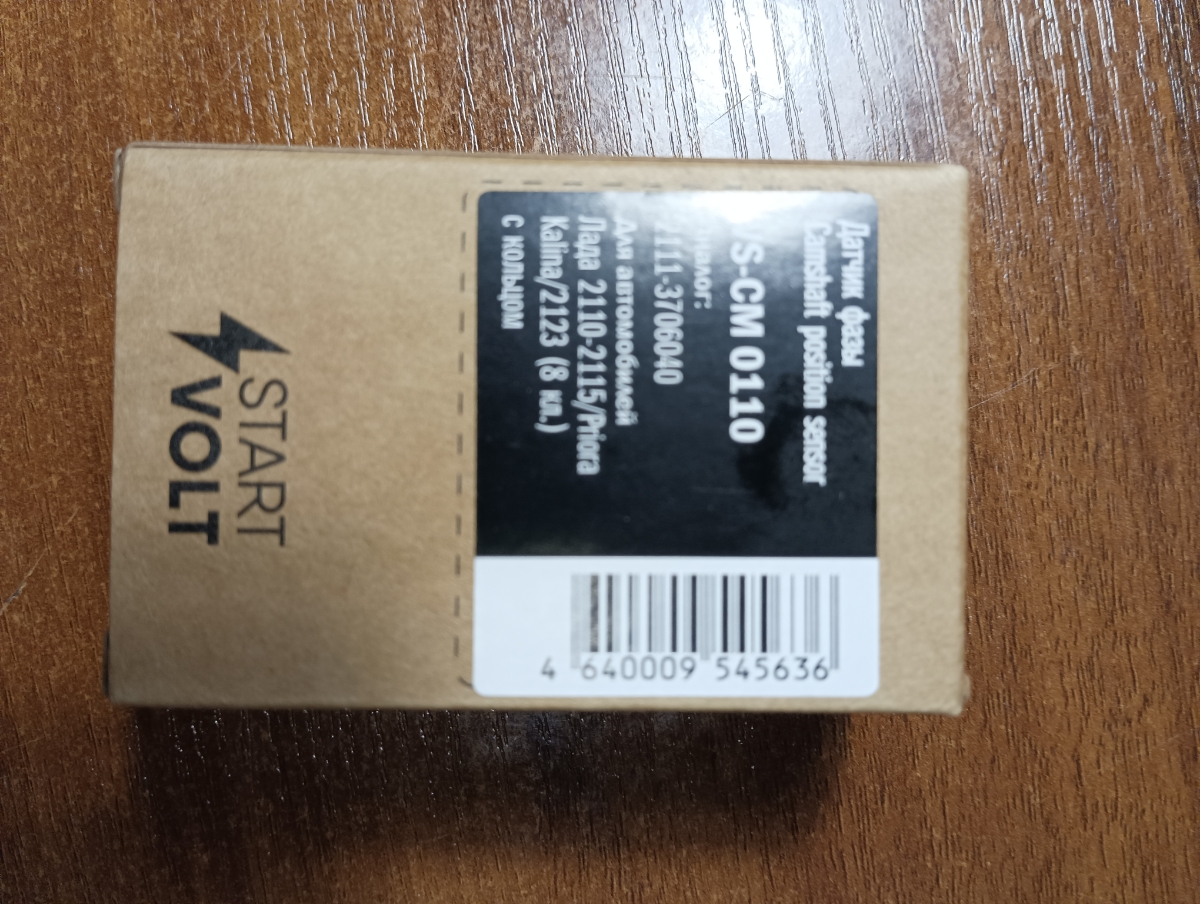 Датчик фазы
Camshaft position sensor
S-CM 0110
1111-3706040
Для автомобилей
Лада 2110-2115/Priora
Kalina/2123 (8 кл.)
с кольцом
START
VOLT
4 640009 545636